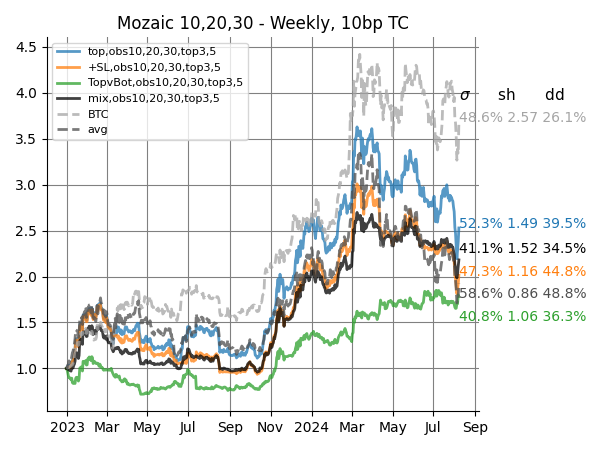 Mozaic 10,20,30 - Weekly, 10bp TC
top,obs10,20,30,top3,5
+SL,obs10,20,30,top3,5
TopvBot,obs10,20,30,top3,5
mix,obs10,20,30,top3,5
BTC
avg
4.5
4.0
3.5
3.0
2.5
2.0
1.5
1.0
σ sh dd
48.6% 2.57 26.1%
52.3% 1.49 39.5%
41.1% 1.52 34.5%
47.3% 1.16 44.8%
58.6% 0.86 48.8%
40.8% 1.06 36.3%
2023 Mar May Jul Sep Nov 2024 Mar May Jul Sep